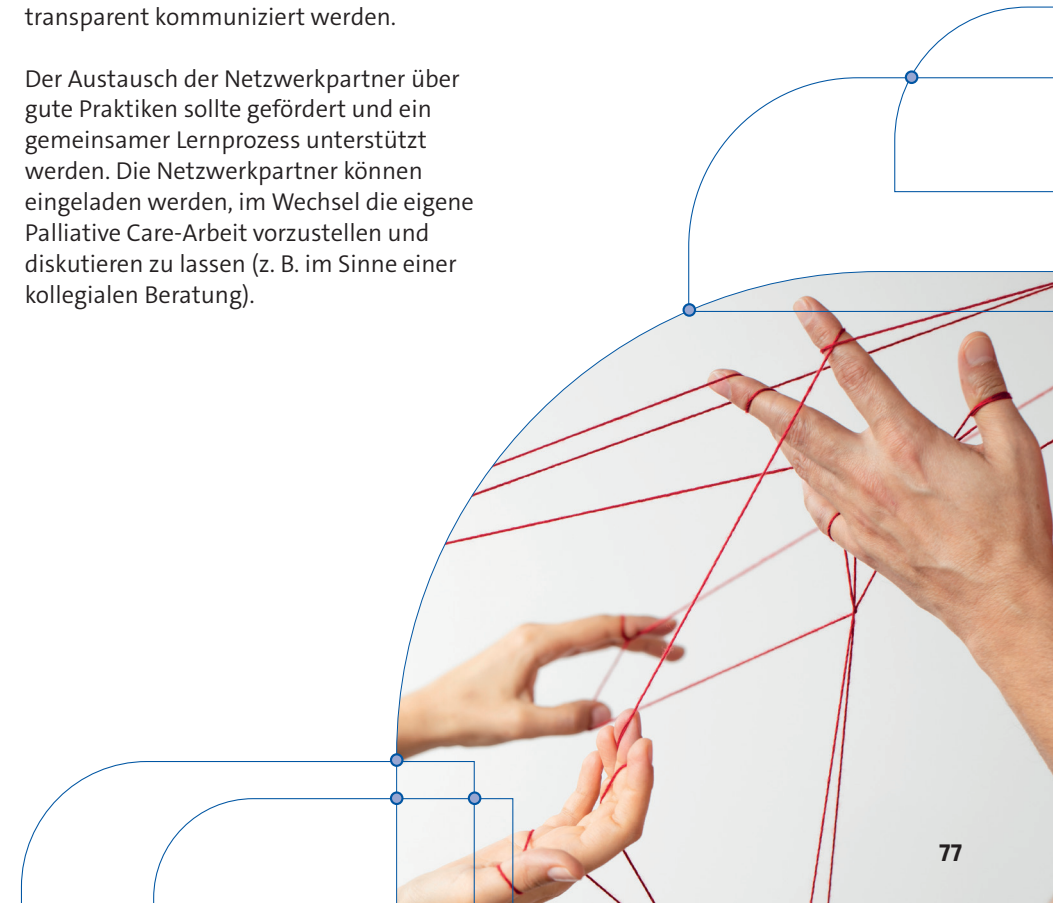 transparent kommuniziert werden.
Der Austausch der Netzwerkpartner über
gute Praktiken sollte gefördert und ein
gemeinsamer Lernprozess unterstützt
werden. Die Netzwerkpartner können
eingeladen werden, im Wechsel die eigene
Palliative Care-Arbeit vorzustellen und
diskutieren zu lassen (z. B. im Sinne einer
kollegialen Beratung).
77